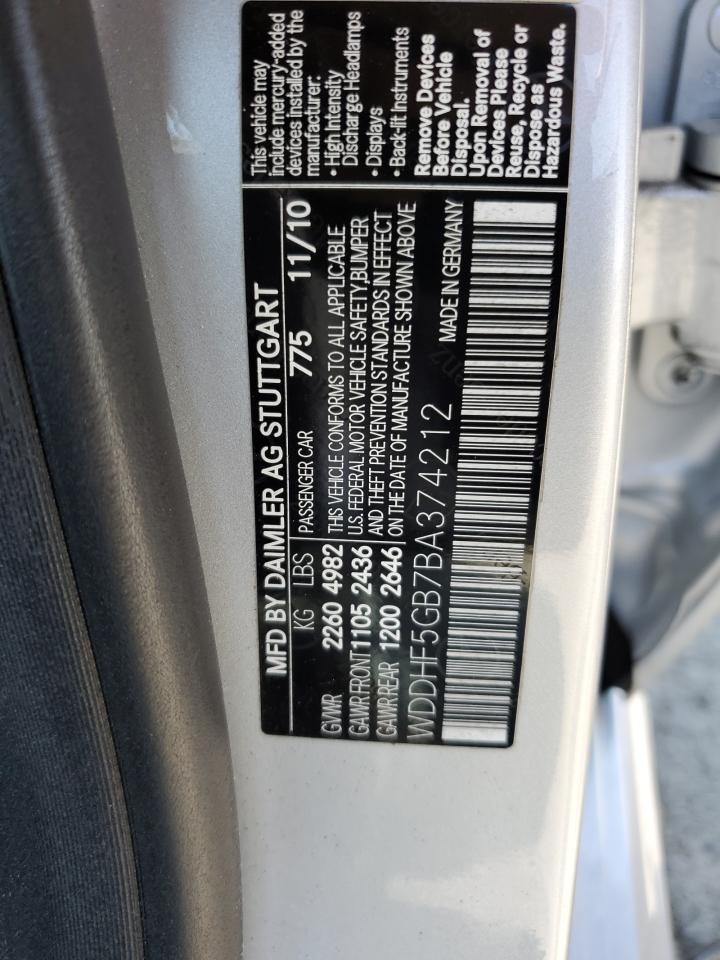 MFD BY DAIMLER AG STUTTGART
KG LBS PASSENGER CAR 775 11/10
GVWR 2260 4982 THIS VEHICLE CONFORMS TO ALL APPLICABLE
GAWR FRONT 1105 2436 U.S. FEDERAL MOTOR VEHICLE SAFETY,BUMPER
GAWR REAR 1200 2646 AND THEFT PREVENTION STANDARDS IN EFFECT
ON THE DATE OF MANUFACTURE SHOWN ABOVE
WDDHF5GB7BA374212 MADE IN GERMANY
This vehicle may
include mercury-added
devices installed by the
manufacturer:
• High Intensity
Discharge Headlamps
• Displays
• Back-lit Instruments
Remove Devices
Before Vehicle
Disposal.
Upon Removal of
Devices Please
Reuse, Recycle or
Dispose as
Hazardous Waste.